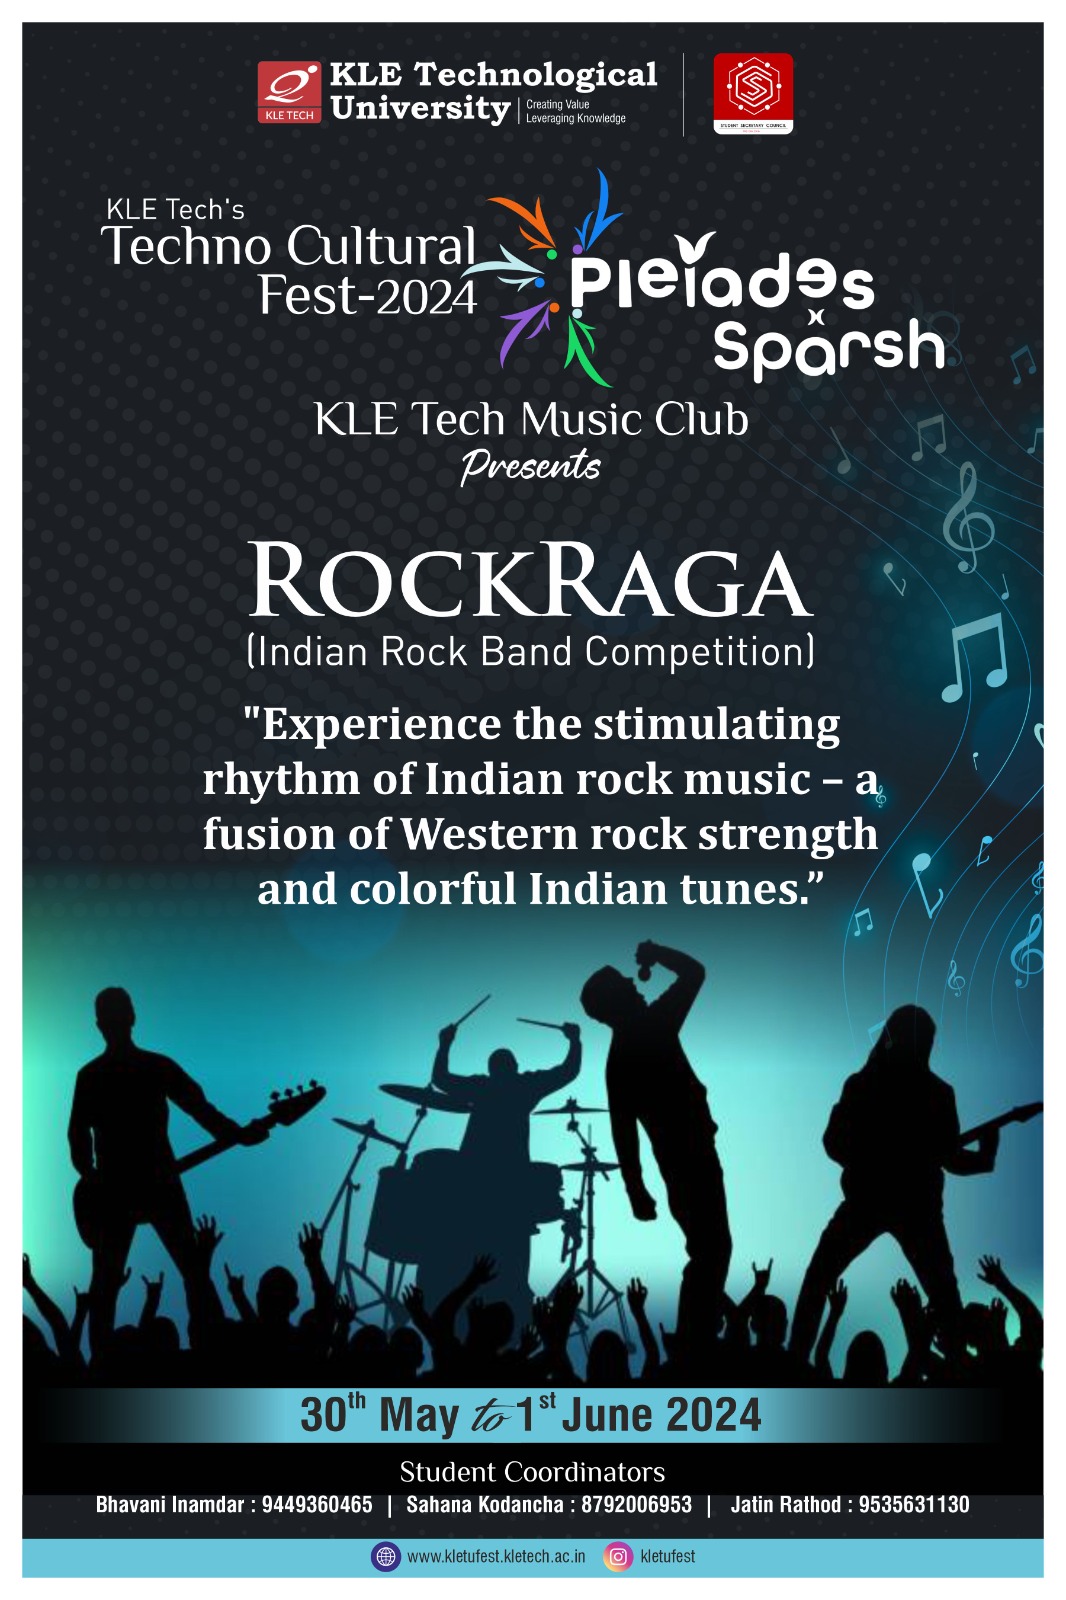 KLE Technological
University
Creating Value
Leveraging Knowledge
KLE TECH
STUDENT SECRETARY COUNCIL
KLE Tech's
Techno Cultural
Fest-2024
Pleiades
Sparsh
KLE Tech Music Club
Presents
ROCKRAGA
(Indian Rock Band Competition)
"Experience the stimulating
rhythm of Indian rock music – a
fusion of Western rock strength
and colorful Indian tunes.”
30th May to 1st June 2024
Student Coordinators
Bhavani Inamdar : 9449360465 | Sahana Kodancha : 8792006953 | Jatin Rathod : 9535631130
www.kletufest.kletech.ac.in kletufest